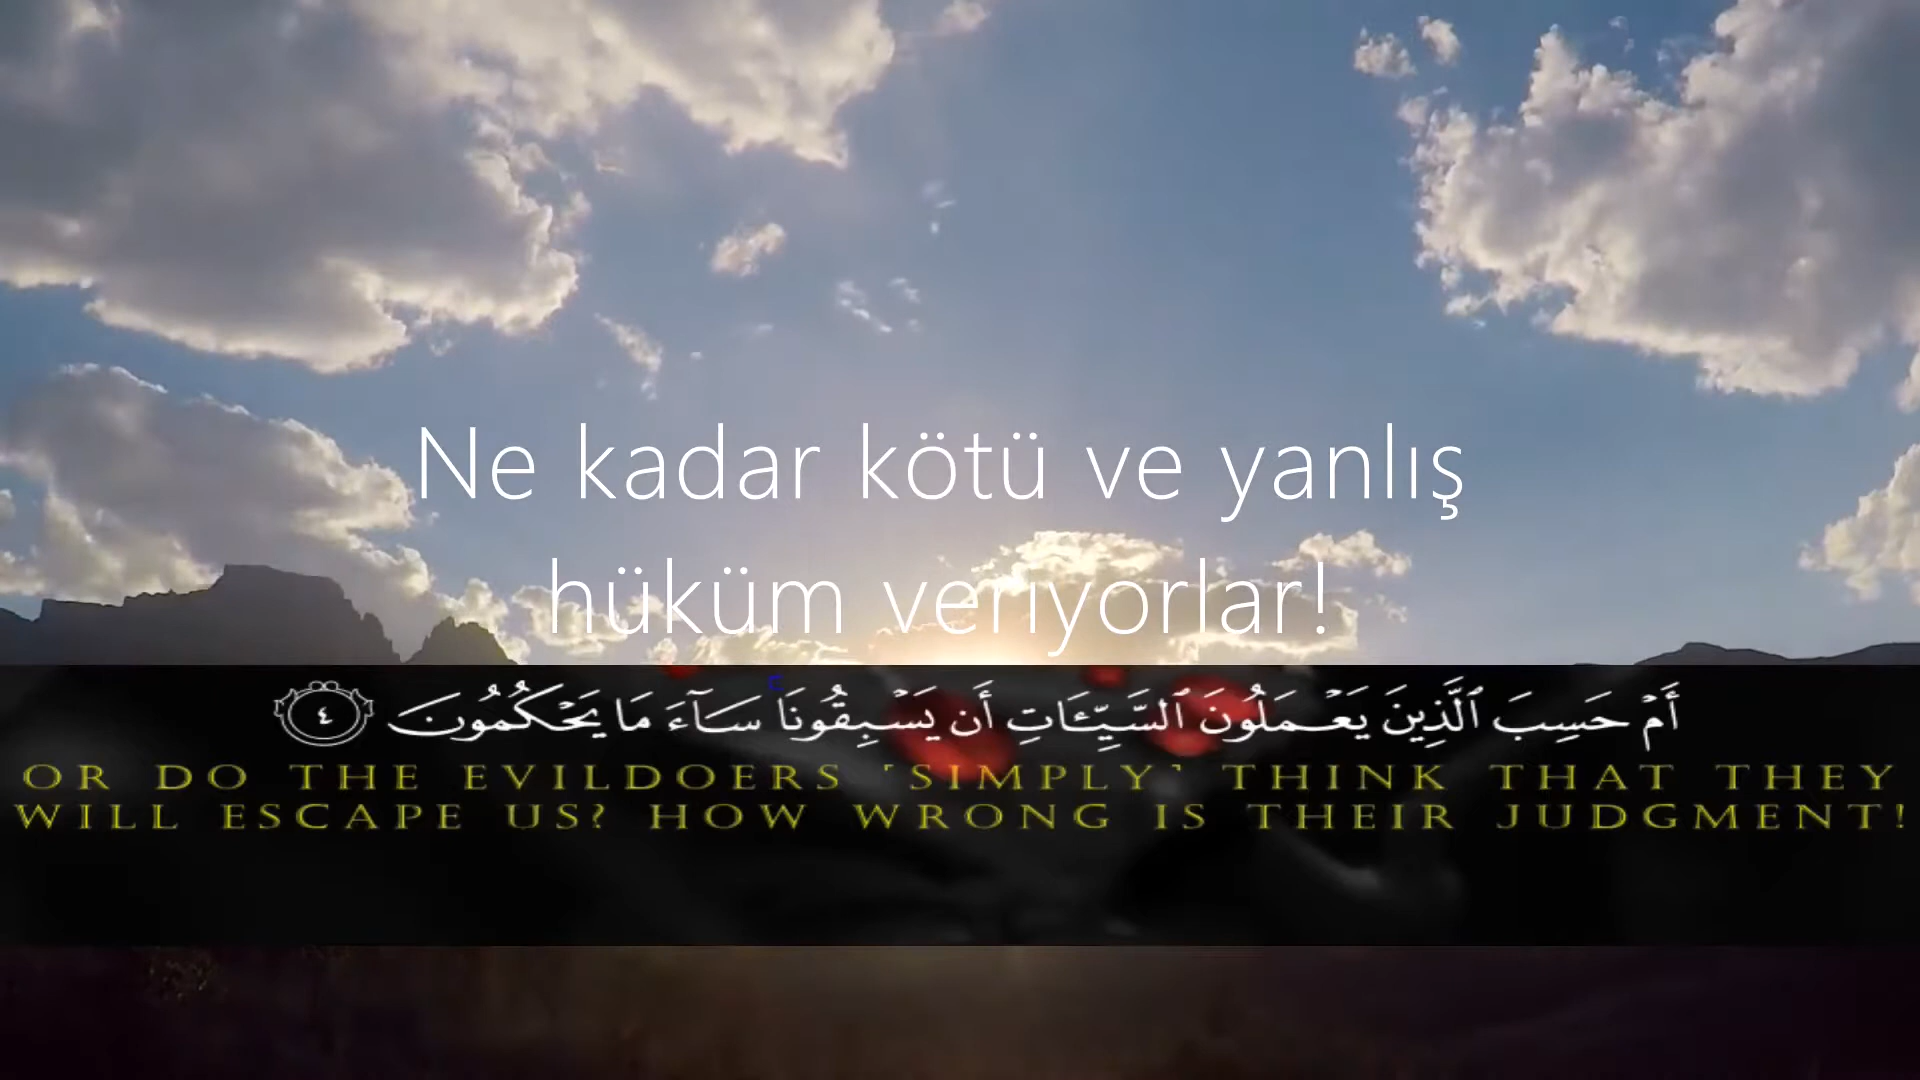 Ne kadar kötü ve yanlış
hüküm veriyorlar!
أَمْ حَسِبَ ٱلَّذِينَ يَعْمَلُونَ ٱلسَّيِّـَٔاتِ أَن يَسْبِقُونَا ۚ سَآءَ مَا يَحْكُمُونَ ٤
OR DO THE EVILDOERS ˹SIMPLY˺ THINK THAT THEY
WILL ESCAPE US? HOW WRONG IS THEIR JUDGMENT!